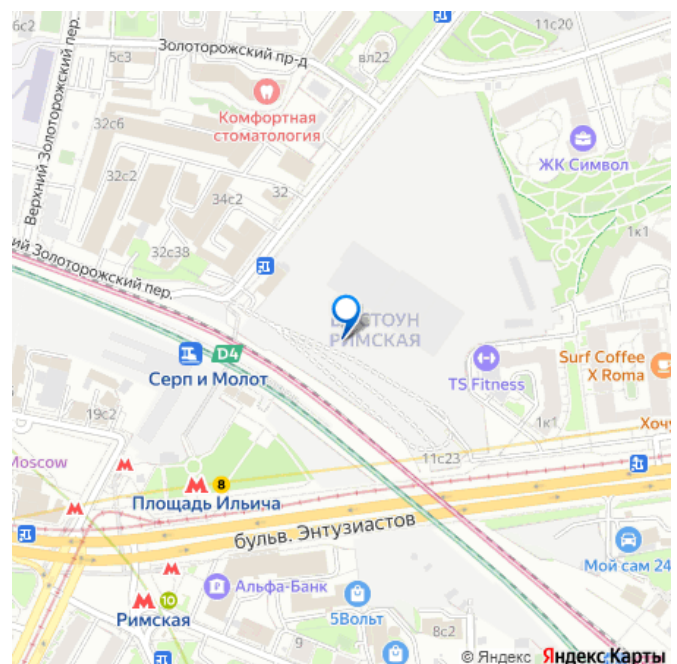 6с2
11с20
Золоторожский пр-д
вл22
5с3
Верхний Золоторожский пер.
Комфортная
стоматология
32с6
ЖК Символ
32с2
34с2
32
1к1
32с38
ий Золоторожский пер.
СТОУН
РИМСКАЯ
D4
Серп и Молот
TS Fitness
Surf Coffee
X Roma
19с2
1к1
Хочу
Moscow
11с23
8
Площадь Ильича
бульв. Энтузиастов
Мой сам 24
Альфа-Банк
10
5Вольт
Римская
9
8с2
© Яндекс Яндекс Карты